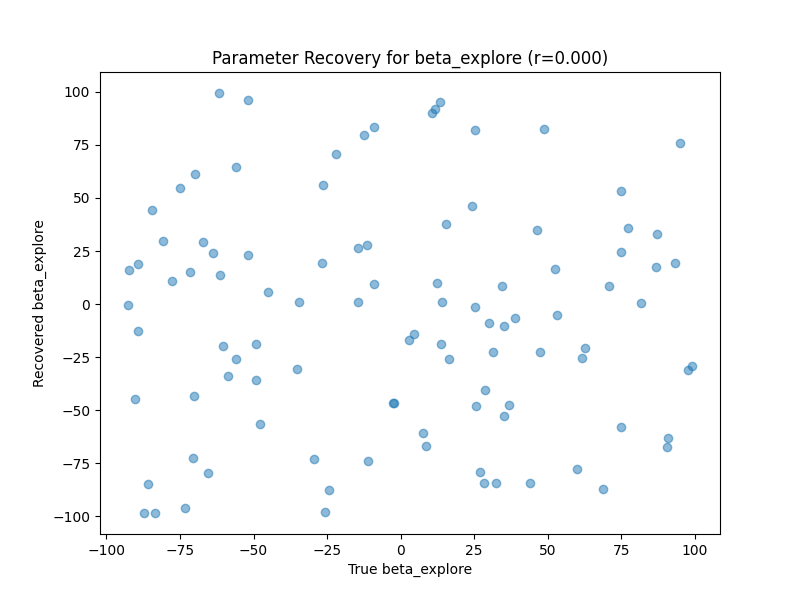 Parameter Recovery for beta_explore (r=0.000)
Recovered beta_explore
100
75
50
25
0
−25
−50
−75
−100
−100 −75 −50 −25 0 25 50 75 100
True beta_explore